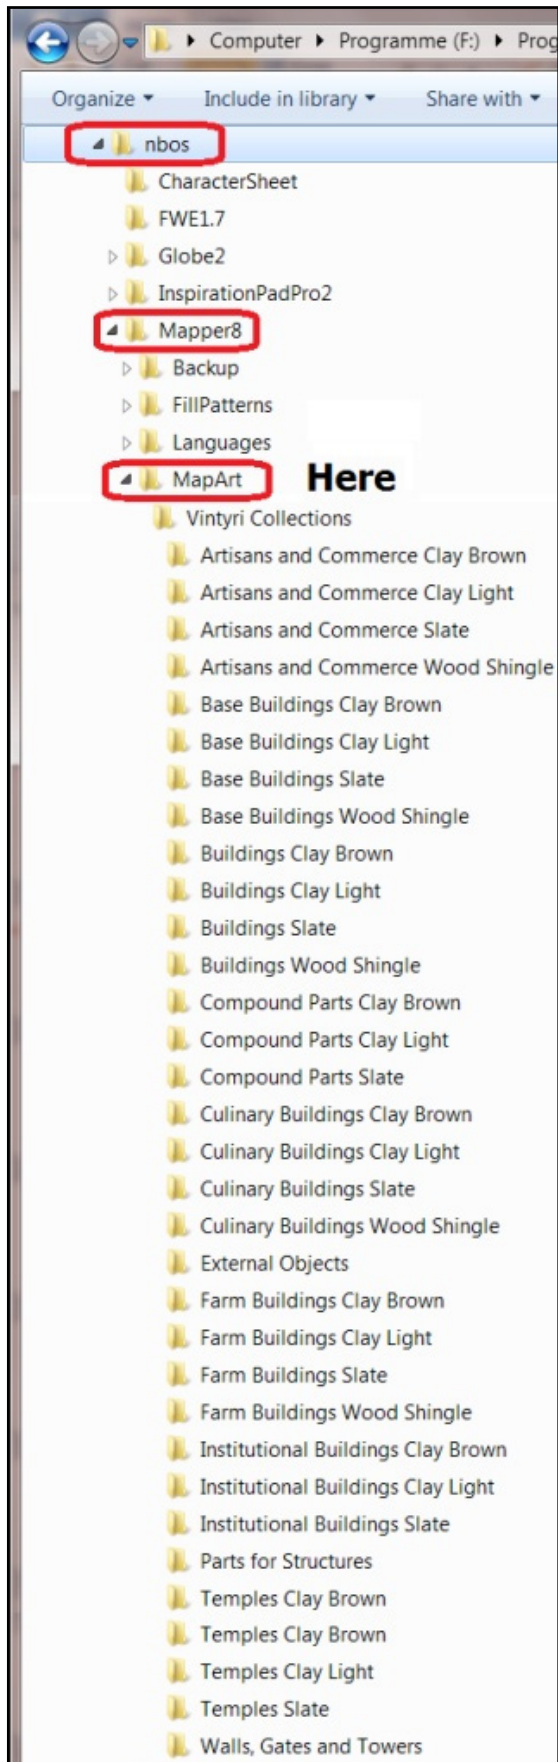 Computer ▸ Programme (F:) ▸ Prog
Organize ▾ Include in library ▾ Share with ▾
nbos
CharacterSheet
FWE1.7
Globe2
InspirationPadPro2
Mapper8
Backup
FillPatterns
Languages
MapArt Here
Vintyri Collections
Artisans and Commerce Clay Brown
Artisans and Commerce Clay Light
Artisans and Commerce Slate
Artisans and Commerce Wood Shingle
Base Buildings Clay Brown
Base Buildings Clay Light
Base Buildings Slate
Base Buildings Wood Shingle
Buildings Clay Brown
Buildings Clay Light
Buildings Slate
Buildings Wood Shingle
Compound Parts Clay Brown
Compound Parts Clay Light
Compound Parts Slate
Culinary Buildings Clay Brown
Culinary Buildings Clay Light
Culinary Buildings Slate
Culinary Buildings Wood Shingle
External Objects
Farm Buildings Clay Brown
Farm Buildings Clay Light
Farm Buildings Slate
Farm Buildings Wood Shingle
Institutional Buildings Clay Brown
Institutional Buildings Clay Light
Institutional Buildings Slate
Parts for Structures
Temples Clay Brown
Temples Clay Brown
Temples Clay Light
Temples Slate
Walls, Gates and Towers